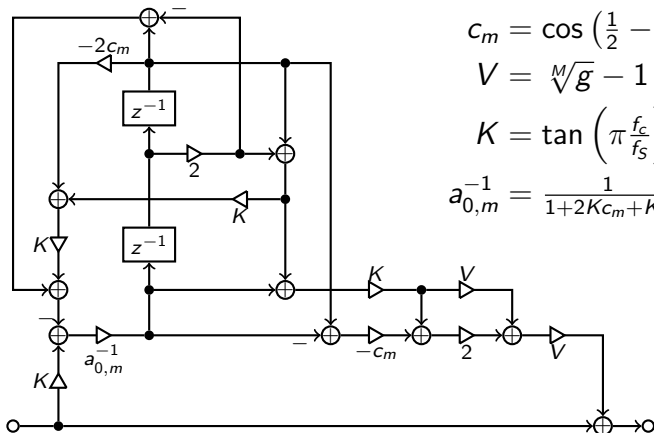 −
−2c_m
z^{-1}
2
K
K
z^{-1}
K
V
−
a_{0,m}^{-1}
−
−c_m
2
V
K
c_m = cos (1/2 −
V = \sqrt[M]{g} − 1
K = tan (π f_c/f_S)
a_{0,m}^{-1} = 1/1+2Kc_m+K